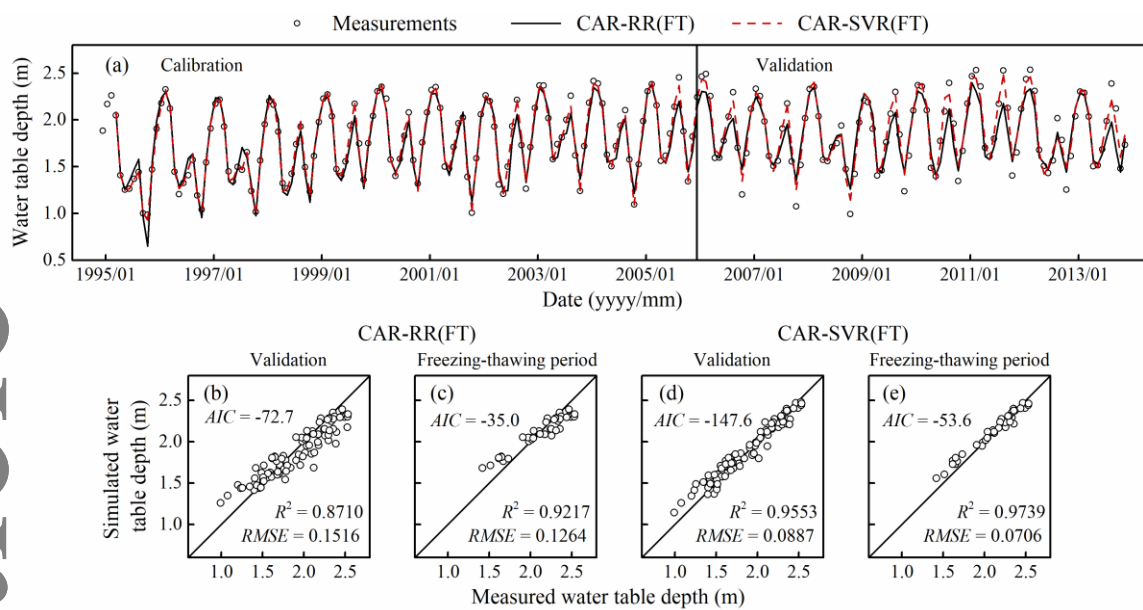 Measurements CAR-RR(FT) CAR-SVR(FT)
(a) Calibration Validation
Water table depth (m)
2.5
2.0
1.5
1.0
0.5
1995/01 1997/01 1999/01 2001/01 2003/01 2005/01 2007/01 2009/01 2011/01 2013/01
Date (yyyy/mm)
CAR-RR(FT) CAR-SVR(FT)
Validation Freezing-thawing period Validation Freezing-thawing period
Simulated water
table depth (m)
2.5
2.0
1.5
1.0
(b)
AIC = -72.7
R² = 0.8710
RMSE = 0.1516
(c)
AIC = -35.0
R² = 0.9217
RMSE = 0.1264
(d)
AIC = -147.6
R² = 0.9553
RMSE = 0.0887
(e)
AIC = -53.6
R² = 0.9739
RMSE = 0.0706
1.0 1.5 2.0 2.5 1.0 1.5 2.0 2.5 1.0 1.5 2.0 2.5 1.0 1.5 2.0 2.5
Measured water table depth (m)